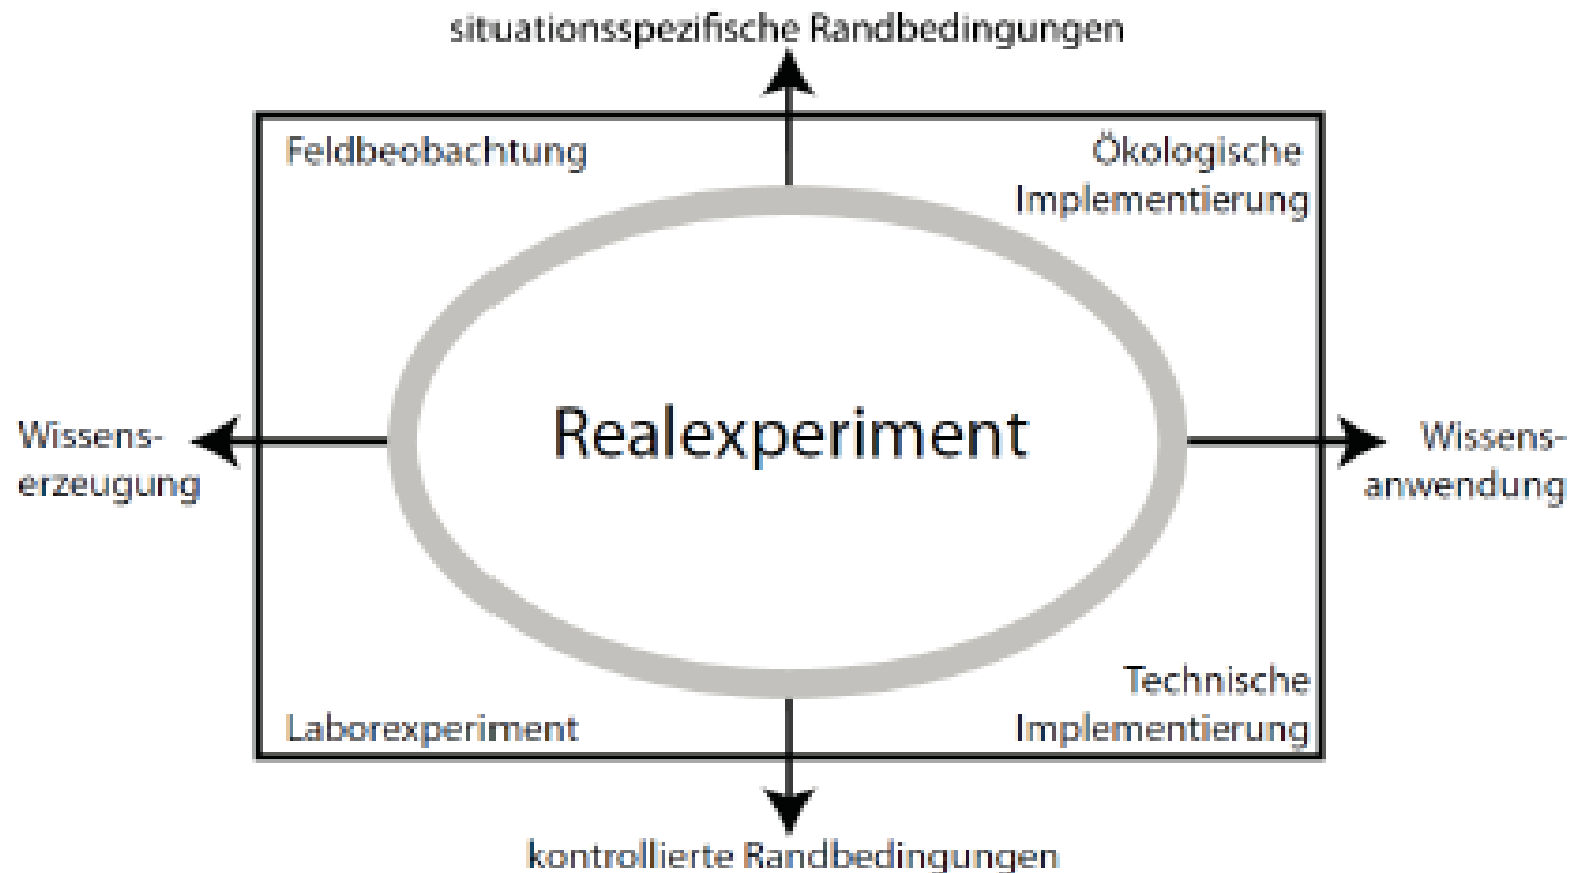 situationsspezifische Randbedingungen
Feldbeobachtung
Ökologische
Implementierung
Wissens-
erzeugung
Realexperiment
Wissens-
anwendung
Laborexperiment
Technische
Implementierung
kontrollierte Randbedingungen